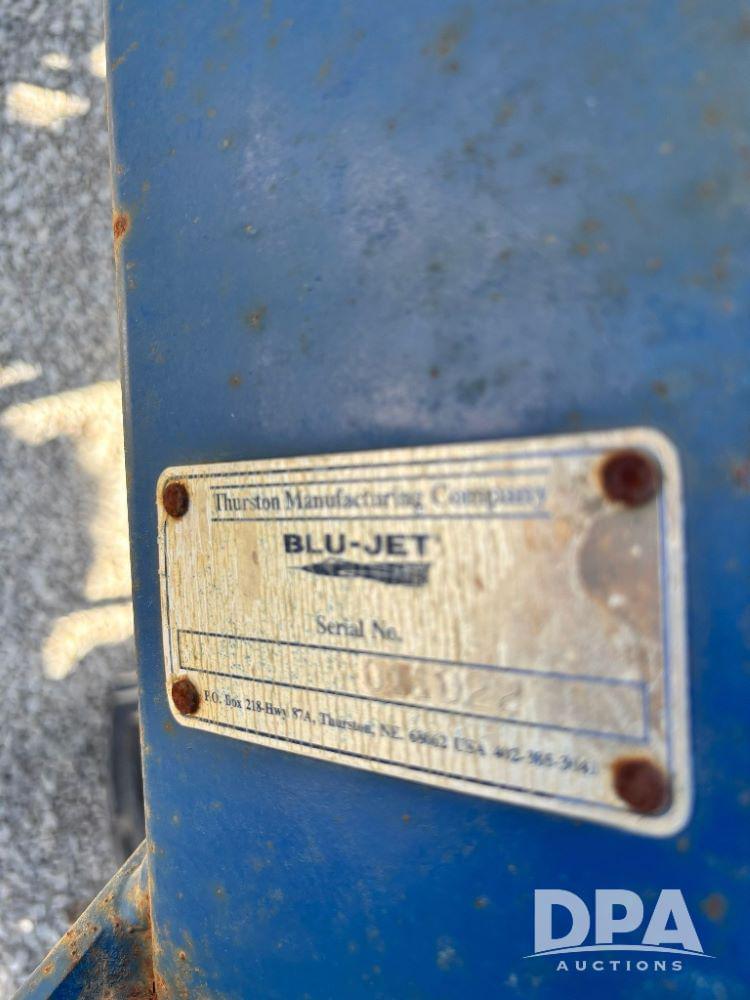 Thurston Manufacturing Company
BLU-JET
Serial No.
P.O. Box 218-Hwy 87A, Thurston, NE. 68062 USA
DPA
AUCTIONS